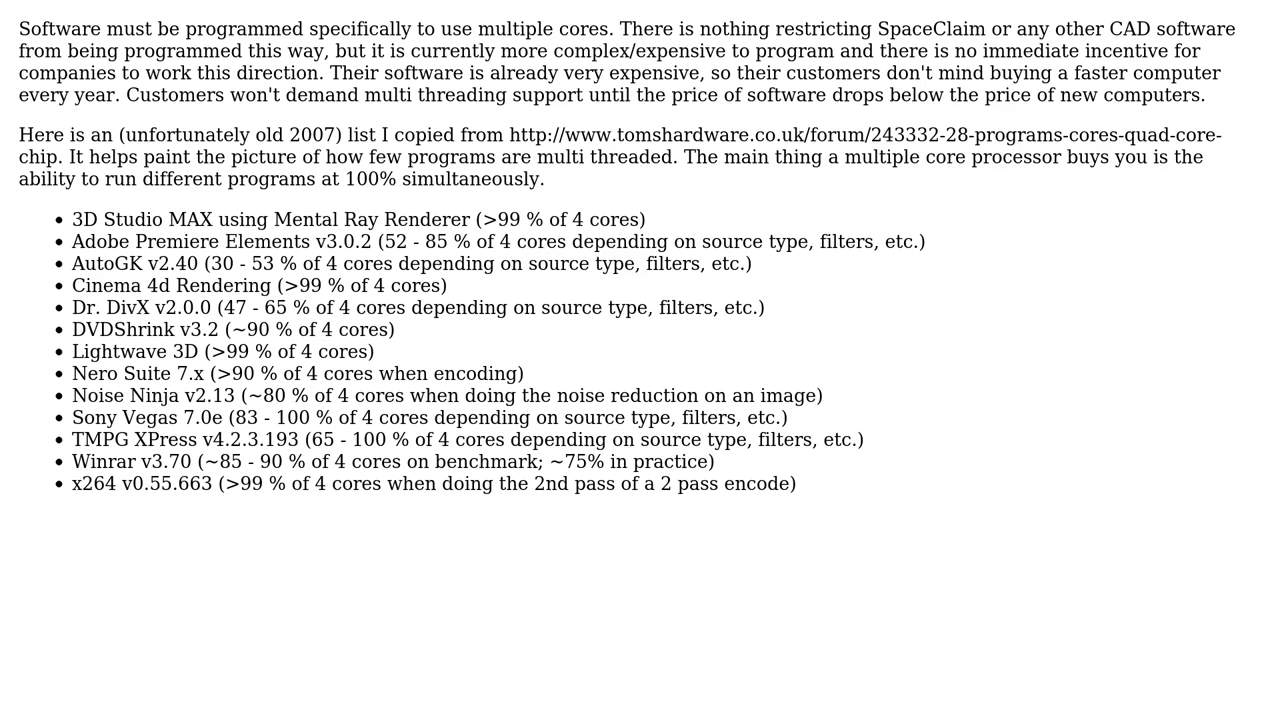 Software must be programmed specifically to use multiple cores. There is nothing restricting SpaceClaim or any other CAD software
from being programmed this way, but it is currently more complex/expensive to program and there is no immediate incentive for
companies to work this direction. Their software is already very expensive, so their customers don't mind buying a faster computer
every year. Customers won't demand multi threading support until the price of software drops below the price of new computers.
Here is an (unfortunately old 2007) list I copied from http://www.tomshardware.co.uk/forum/243332-28-programs-cores-quad-core-
chip. It helps paint the picture of how few programs are multi threaded. The main thing a multiple core processor buys you is the
ability to run different programs at 100% simultaneously.
• 3D Studio MAX using Mental Ray Renderer (>99 % of 4 cores)
• Adobe Premiere Elements v3.0.2 (52 - 85 % of 4 cores depending on source type, filters, etc.)
• AutoGK v2.40 (30 - 53 % of 4 cores depending on source type, filters, etc.)
• Cinema 4d Rendering (>99 % of 4 cores)
• Dr. DivX v2.0.0 (47 - 65 % of 4 cores depending on source type, filters, etc.)
• DVDShrink v3.2 (~90 % of 4 cores)
• Lightwave 3D (>99 % of 4 cores)
• Nero Suite 7.x (>90 % of 4 cores when encoding)
• Noise Ninja v2.13 (~80 % of 4 cores when doing the noise reduction on an image)
• Sony Vegas 7.0e (83 - 100 % of 4 cores depending on source type, filters, etc.)
• TMPG XPress v4.2.3.193 (65 - 100 % of 4 cores depending on source type, filters, etc.)
• Winrar v3.70 (~85 - 90 % of 4 cores on benchmark; ~75% in practice)
• x264 v0.55.663 (>99 % of 4 cores when doing the 2nd pass of a 2 pass encode)